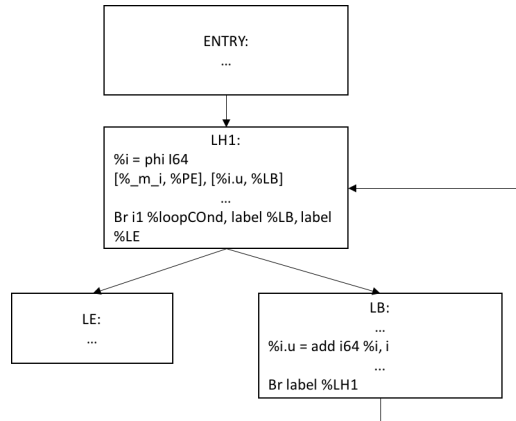 ENTRY:
…
LH1:
%i = phi I64
[%_m_i, %PE], [%i.u, %LB]
…
Br i1 %loopCOnd, label %LB, label
%LE
LE:
…
LB:
…
%i.u = add i64 %i, i
…
Br label %LH1